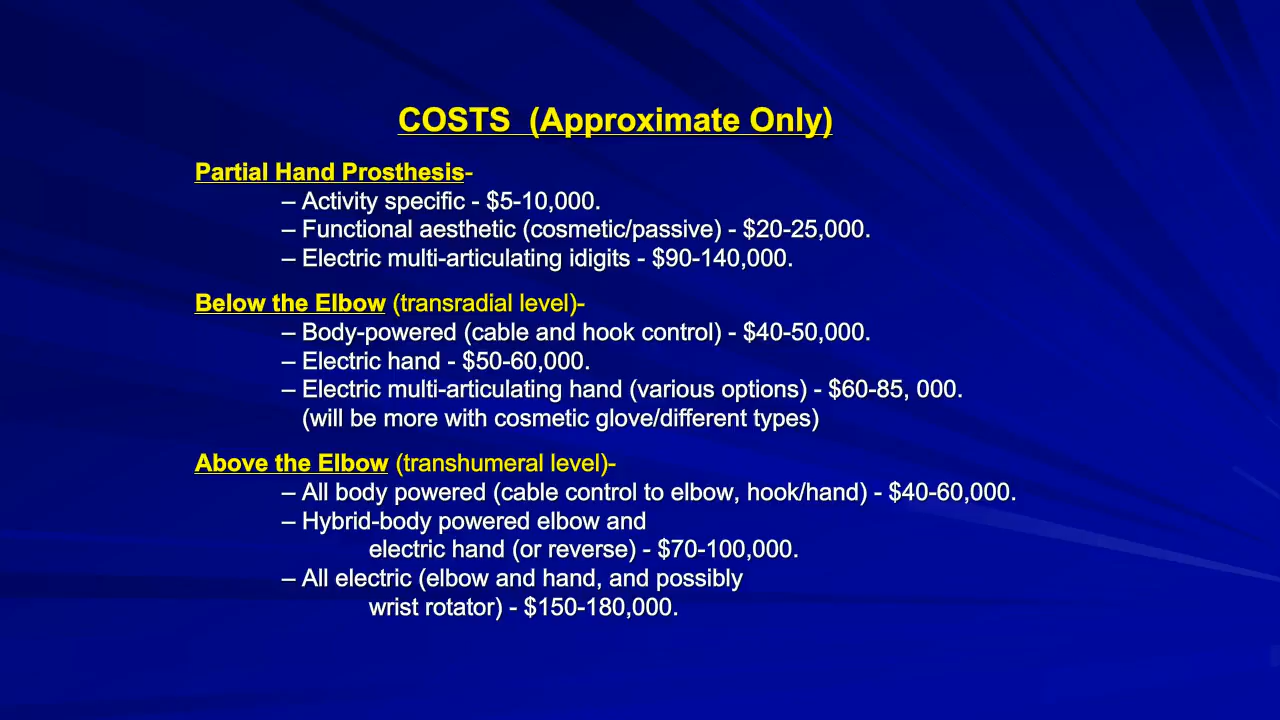 COSTS  (Approximate Only)
Partial Hand Prosthesis-
– Activity specific - $5-10,000.
– Functional aesthetic (cosmetic/passive) - $20-25,000.
– Electric multi-articulating idigits - $90-140,000.
Below the Elbow (transradial level)-
– Body-powered (cable and hook control) - $40-50,000.
– Electric hand - $50-60,000.
– Electric multi-articulating hand (various options) - $60-85, 000.
(will be more with cosmetic glove/different types)
Above the Elbow (transhumeral level)-
– All body powered (cable control to elbow, hook/hand) - $40-60,000.
– Hybrid-body powered elbow and
electric hand (or reverse) - $70-100,000.
– All electric (elbow and hand, and possibly
wrist rotator) - $150-180,000.